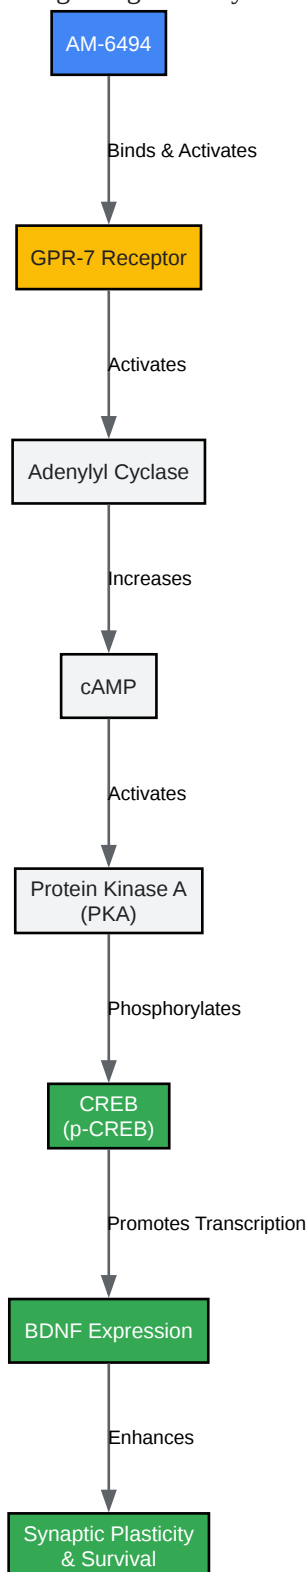 AM-6494
Binds & Activates
GPR-7 Receptor
Activates
Adenylyl Cyclase
Increases
cAMP
Activates
Protein Kinase A
(PKA)
Phosphorylates
CREB
(p-CREB)
Promotes Transcription
BDNF Expression
Enhances
Synaptic Plasticity
& Survival